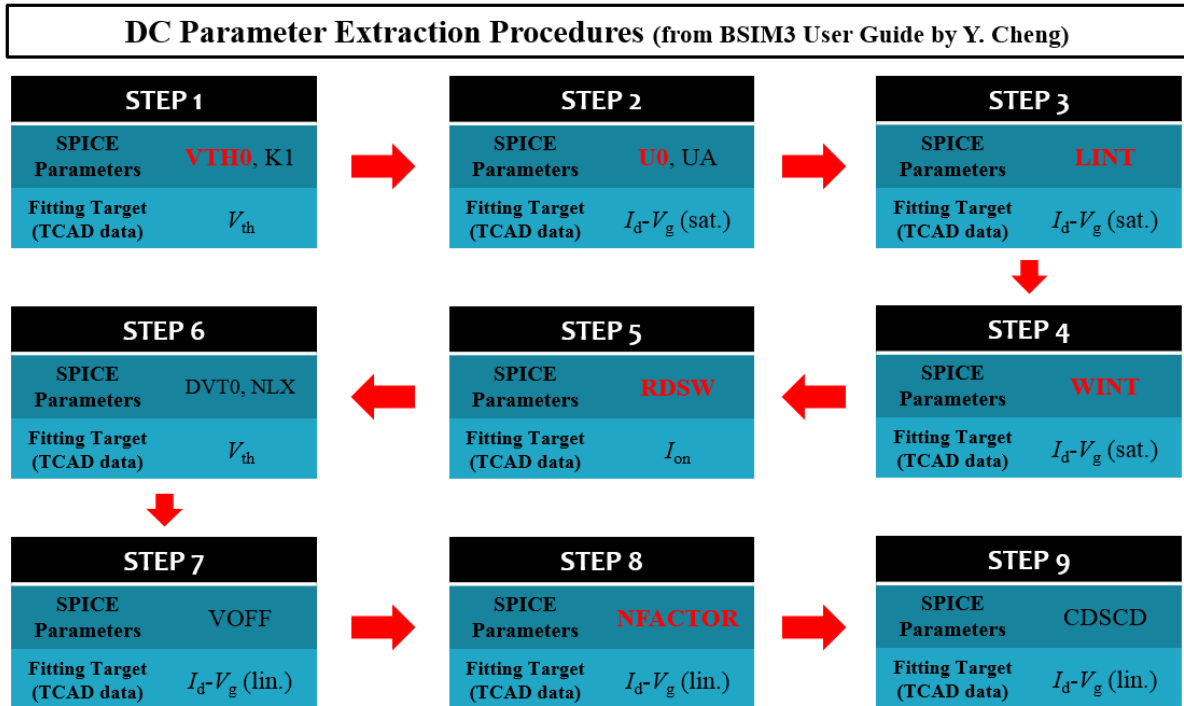 DC Parameter Extraction Procedures (from BSIM3 User Guide by Y. Cheng)
STEP 1
SPICE
Parameters
VTH0, K1
Fitting Target
(TCAD data)
Vth
STEP 2
SPICE
Parameters
U0, UA
Fitting Target
(TCAD data)
Id-Vg (sat.)
STEP 3
SPICE
Parameters
LINT
Fitting Target
(TCAD data)
Id-Vg (sat.)
STEP 4
SPICE
Parameters
WINT
Fitting Target
(TCAD data)
Id-Vg (sat.)
STEP 5
SPICE
Parameters
RDSW
Fitting Target
(TCAD data)
Ion
STEP 6
SPICE
Parameters
DVT0, NLX
Fitting Target
(TCAD data)
Vth
STEP 7
SPICE
Parameters
VOFF
Fitting Target
(TCAD data)
Id-Vg (lin.)
STEP 8
SPICE
Parameters
NFACTOR
Fitting Target
(TCAD data)
Id-Vg (lin.)
STEP 9
SPICE
Parameters
CDSCD
Fitting Target
(TCAD data)
Id-Vg (lin.)